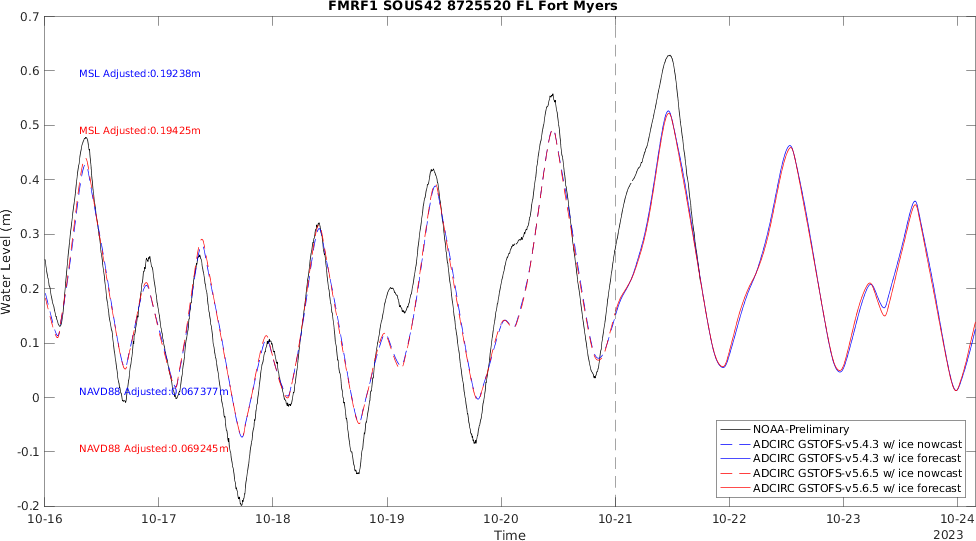 FMRF1 SOUS42 8725520 FL Fort Myers
0.7
0.6
0.5
0.4
0.3
0.2
0.1
0
-0.1
-0.2
Water Level (m)
MSL Adjusted:0.19238m
MSL Adjusted:0.19425m
NAVD88 Adjusted:0.067377m
NAVD88 Adjusted:0.069245m
NOAA-Preliminary
ADCIRC GSTOFS-v5.4.3 w/ ice nowcast
ADCIRC GSTOFS-v5.4.3 w/ ice forecast
ADCIRC GSTOFS-v5.6.5 w/ ice nowcast
ADCIRC GSTOFS-v5.6.5 w/ ice forecast
10-16 10-17 10-18 10-19 10-20 10-21 10-22 10-23 10-24
Time
2023